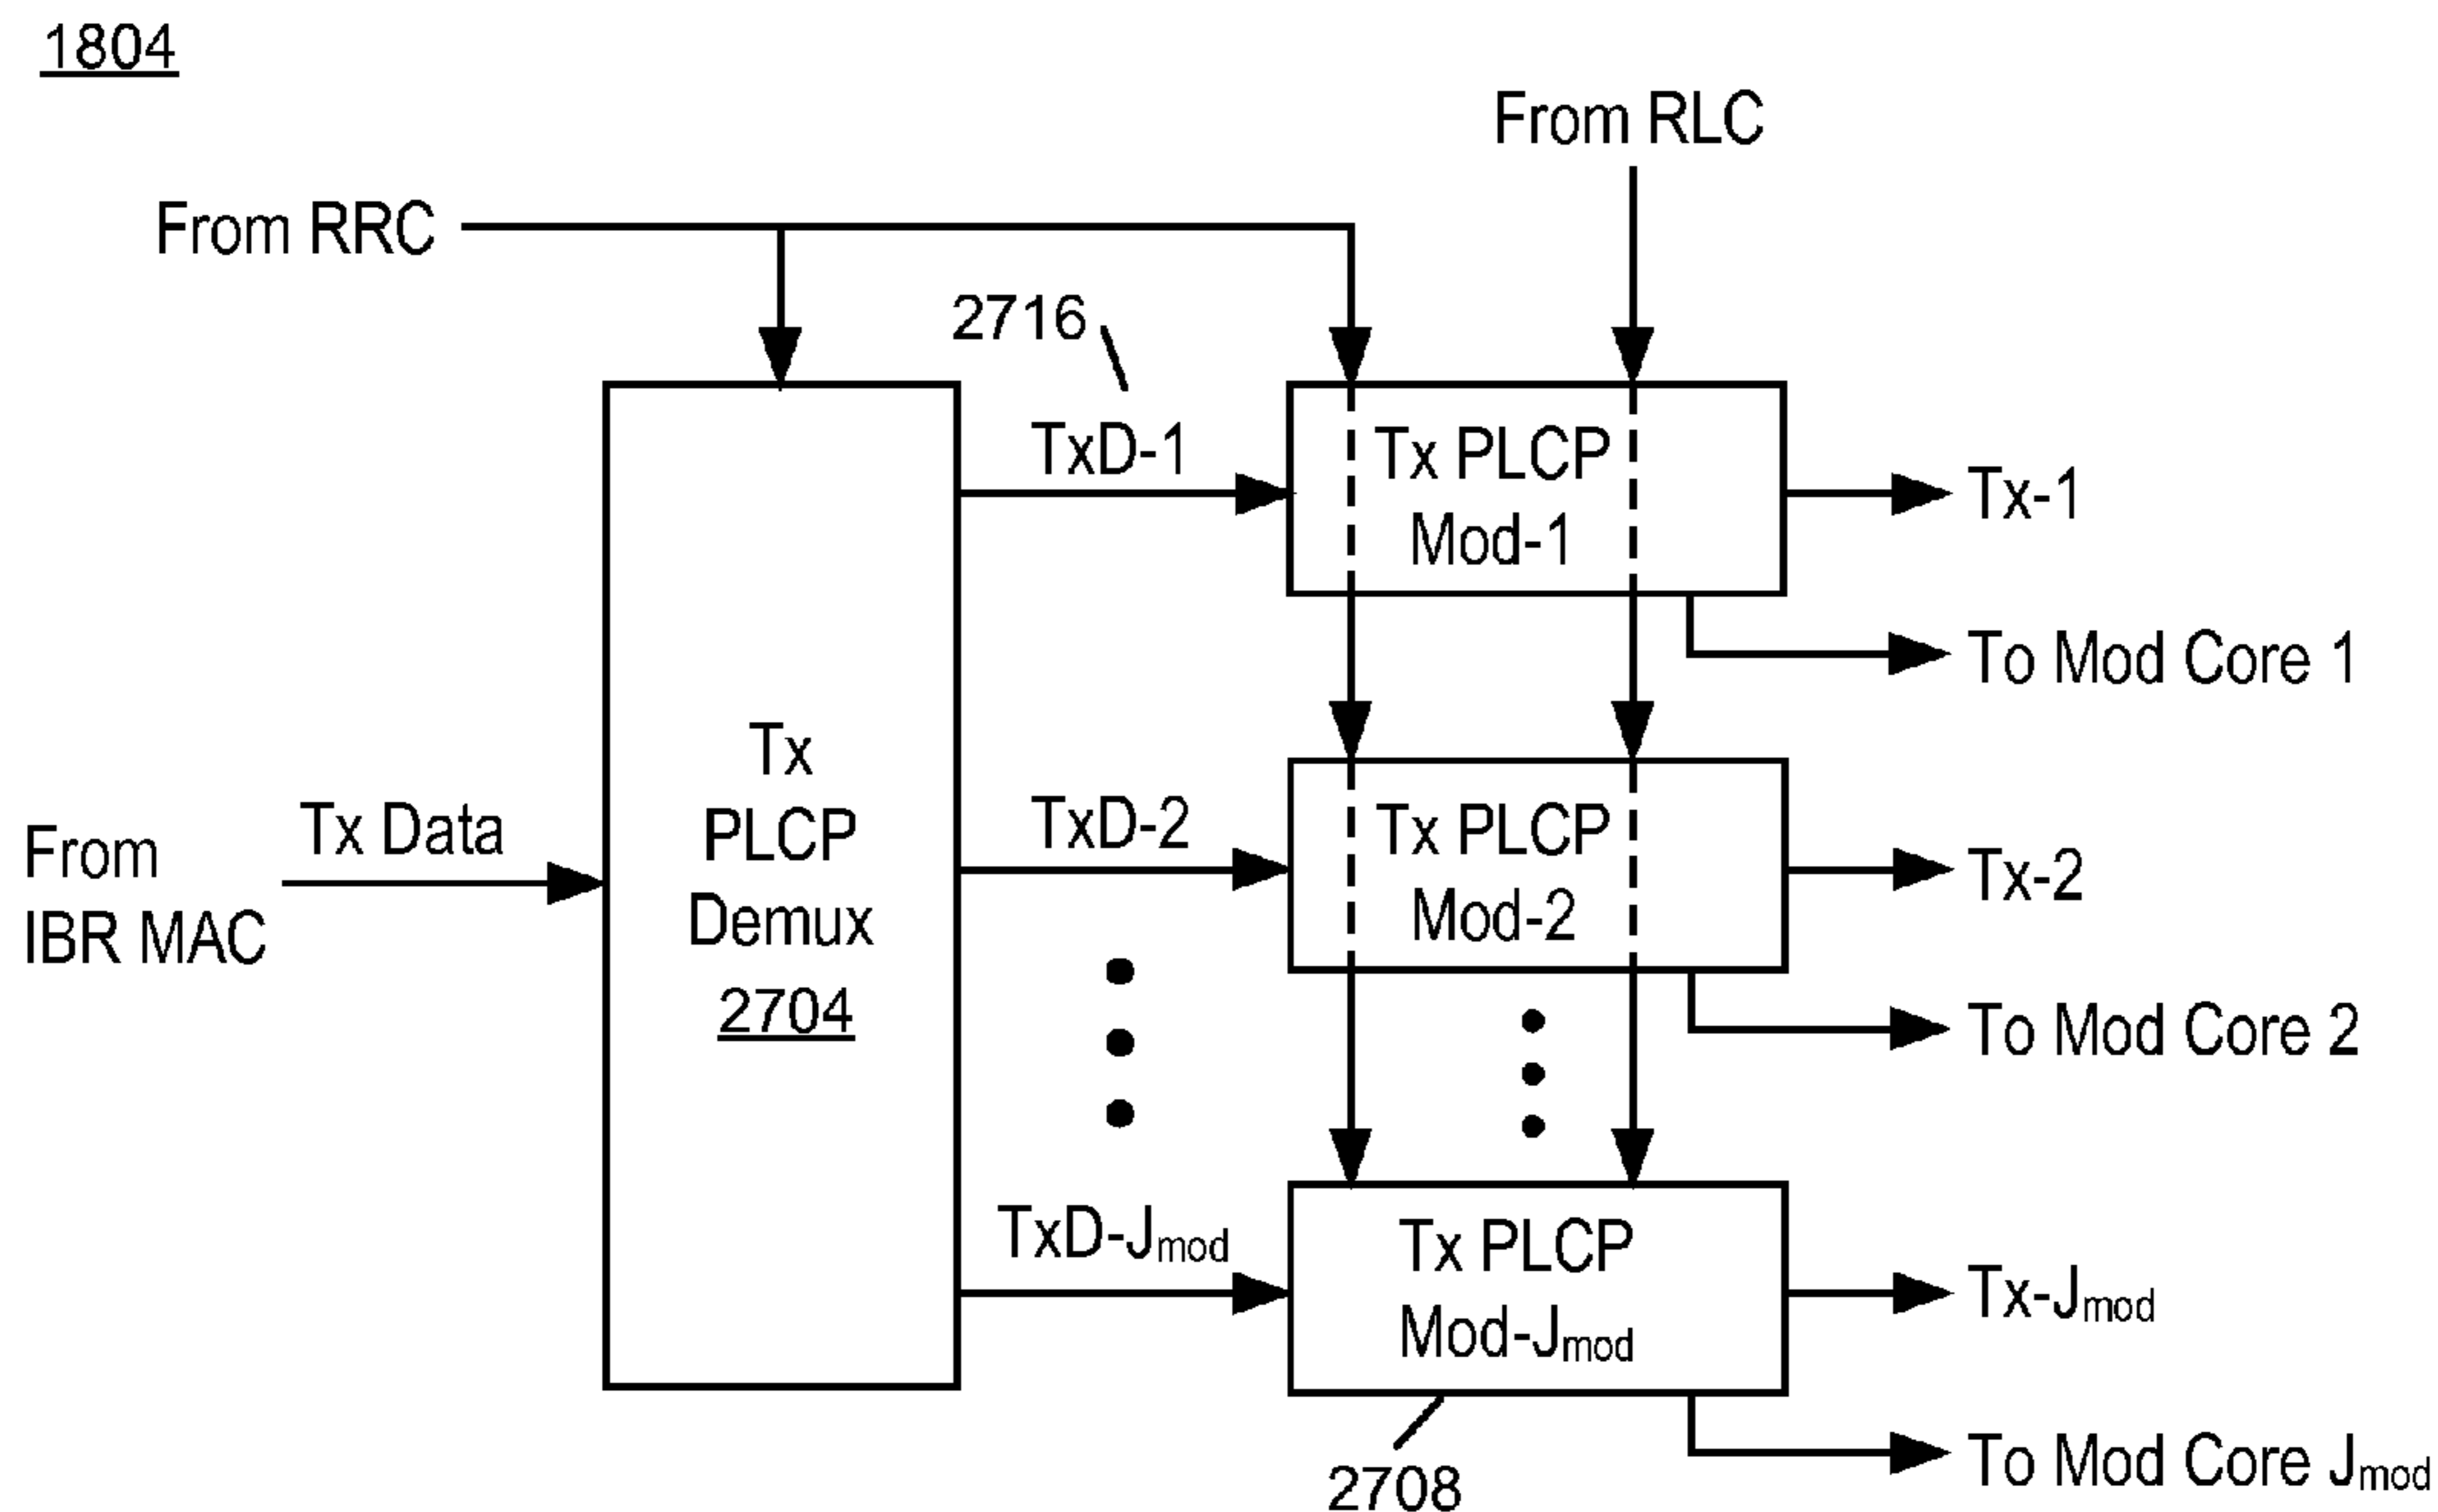 1804
From RLC
From RRC
2716
TxD-1
Tx PLCP
Mod-1
Tx-1
To Mod Core 1
From
IBR MAC
Tx Data
Tx
PLCP
Demux
2704
TxD-2
Tx PLCP
Mod-2
Tx-2
To Mod Core 2
TxD-Jmod
Tx PLCP
Mod-Jmod
Tx-Jmod
To Mod Core Jmod
2708